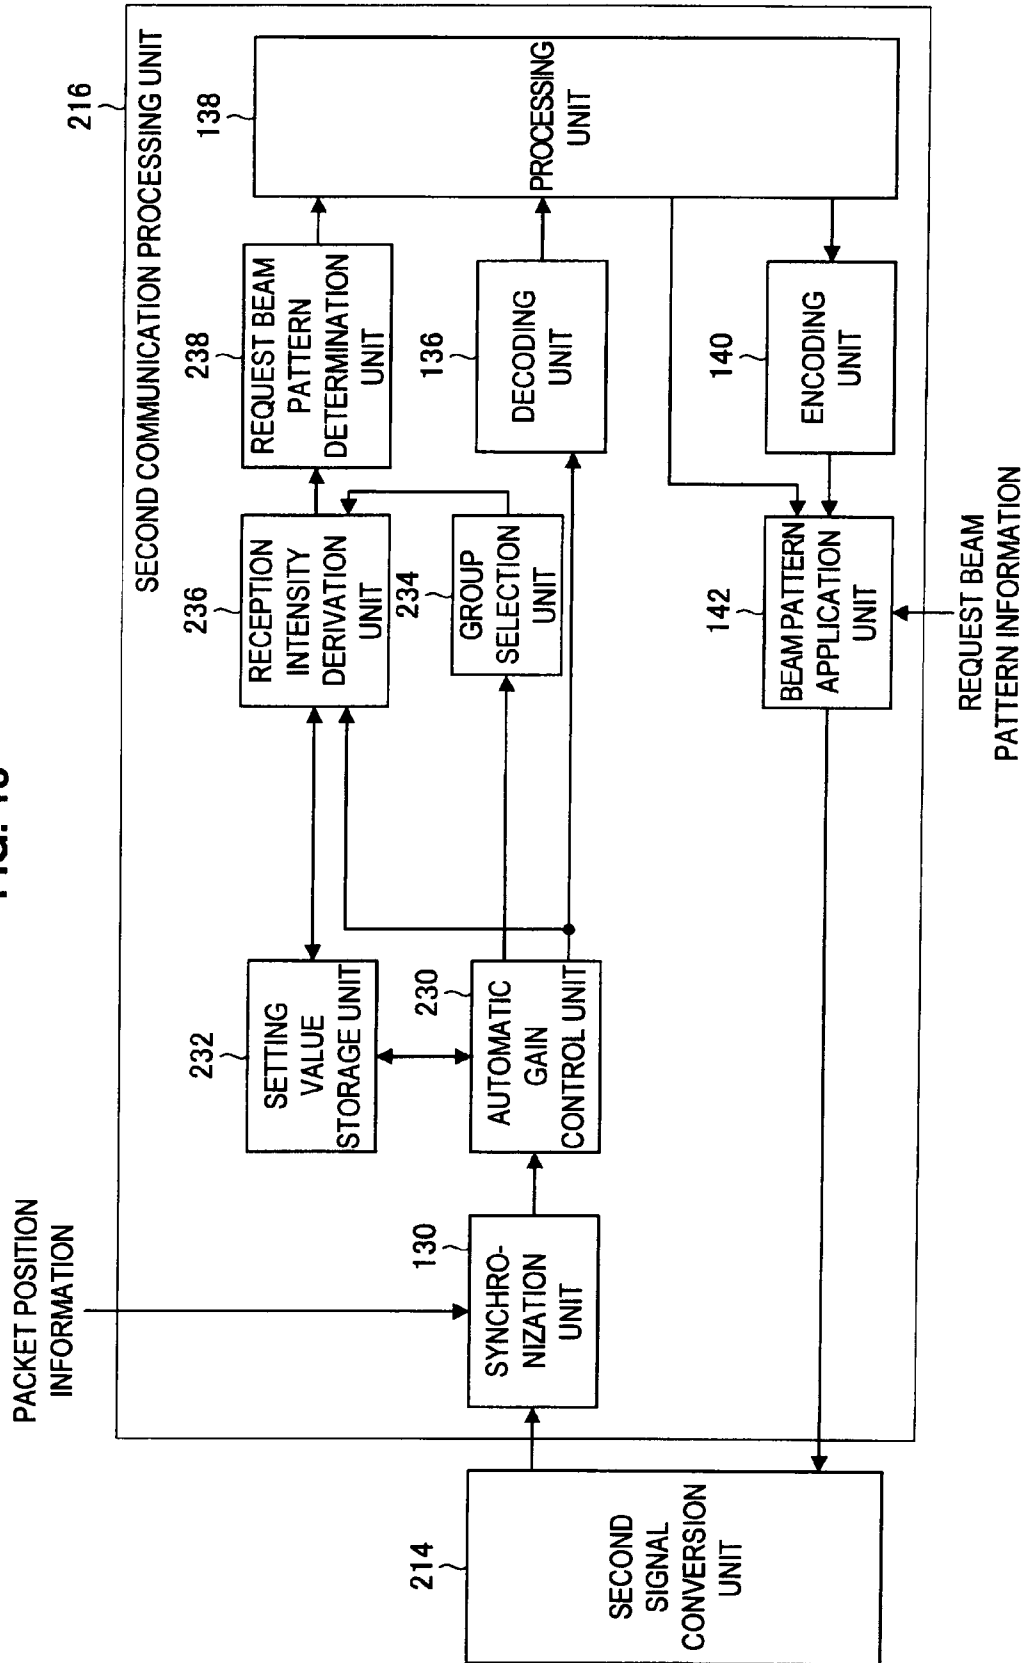 216
SECOND COMMUNICATION PROCESSING UNIT
138
PROCESSING
UNIT
238
REQUEST BEAM
PATTERN
DETERMINATION
UNIT
136
DECODING
UNIT
140
ENCODING
UNIT
236
RECEPTION
INTENSITY
DERIVATION
UNIT
234
GROUP
SELECTION
UNIT
142
BEAM PATTERN
APPLICATION
UNIT
REQUEST BEAM
PATTERN INFORMATION
232
SETTING
VALUE
STORAGE UNIT
230
AUTOMATIC
GAIN
CONTROL UNIT
PACKET POSITION
INFORMATION
130
SYNCHRO-
NIZATION
UNIT
214
SECOND
SIGNAL
CONVERSION
UNIT